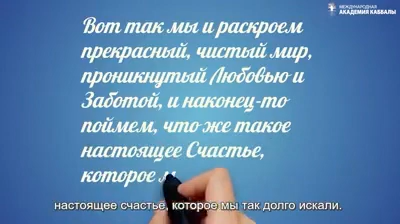 МЕЖДУНАРОДНАЯ
АКАДЕМИЯ КАББАЛЫ
Вот так мы и раскроем
прекрасный, чистый мир,
проникнутый Любовью и
Заботой, и наконец-то
поймем, что же такое
настоящее Счастье,
которое м
настоящее счастье, которое мы так долго искали.